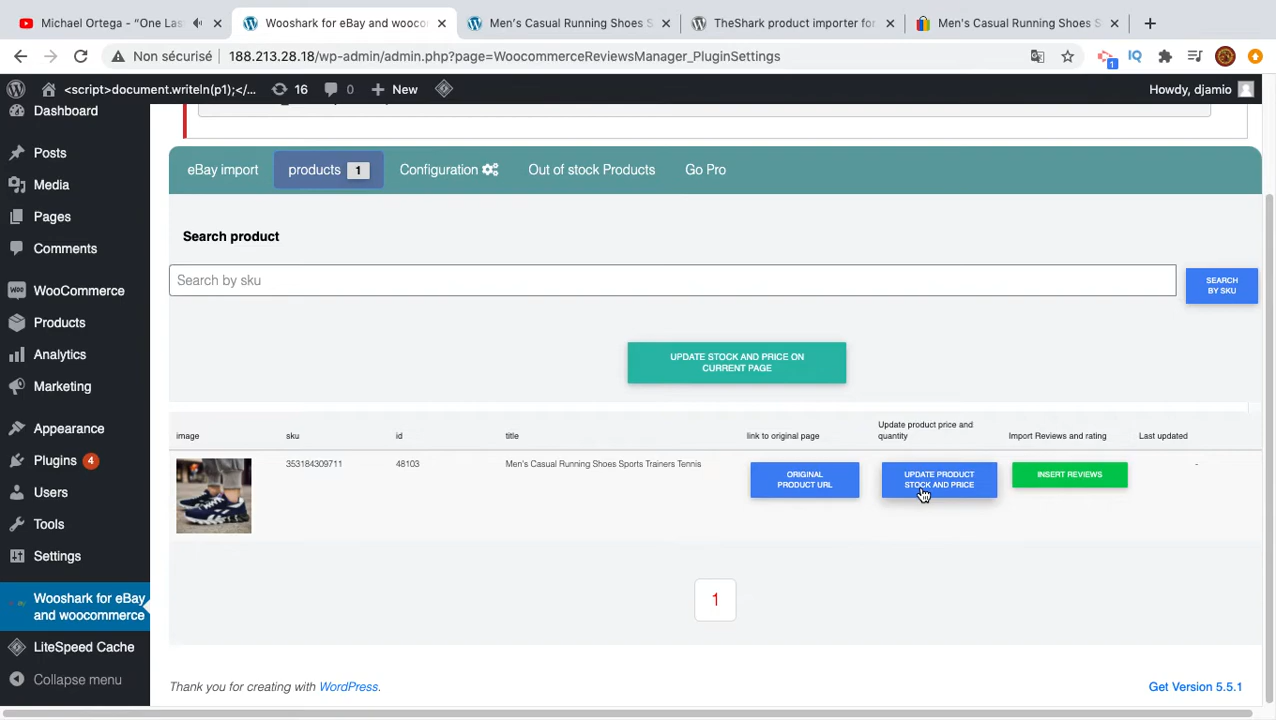 Michael Ortega - "One Las
Wooshark for eBay and wooco
Men's Casual Running Shoes S
TheShark product importer for
Men's Casual Running Shoes S
Non sécurisé
188.213.28.18/wp-admin/admin.php?page=WoocommerceReviewsManager_PluginSettings
1
IQ
<script>document.writeln(p1);</...
16
0
New
Howdy, djamio
Dashboard
Posts
Media
Pages
Comments
WooCommerce
Products
Analytics
Marketing
Appearance
Plugins 4
Users
Tools
Settings
Wooshark for eBay
and woocommerce
LiteSpeed Cache
Collapse menu
eBay import
products 1
Configuration
Out of stock Products
Go Pro
Search product
Search by sku
SEARCH
BY SKU
UPDATE STOCK AND PRICE ON
CURRENT PAGE
image
sku
id
title
link to original page
Update product price and
quantity
Import Reviews and rating
Last updated
353184309711
48103
Men's Casual Running Shoes Sports Trainers Tennis
ORIGINAL
PRODUCT URL
UPDATE PRODUCT
STOCK AND PRICE
INSERT REVIEWS
-
1
Thank you for creating with WordPress.
Get Version 5.5.1